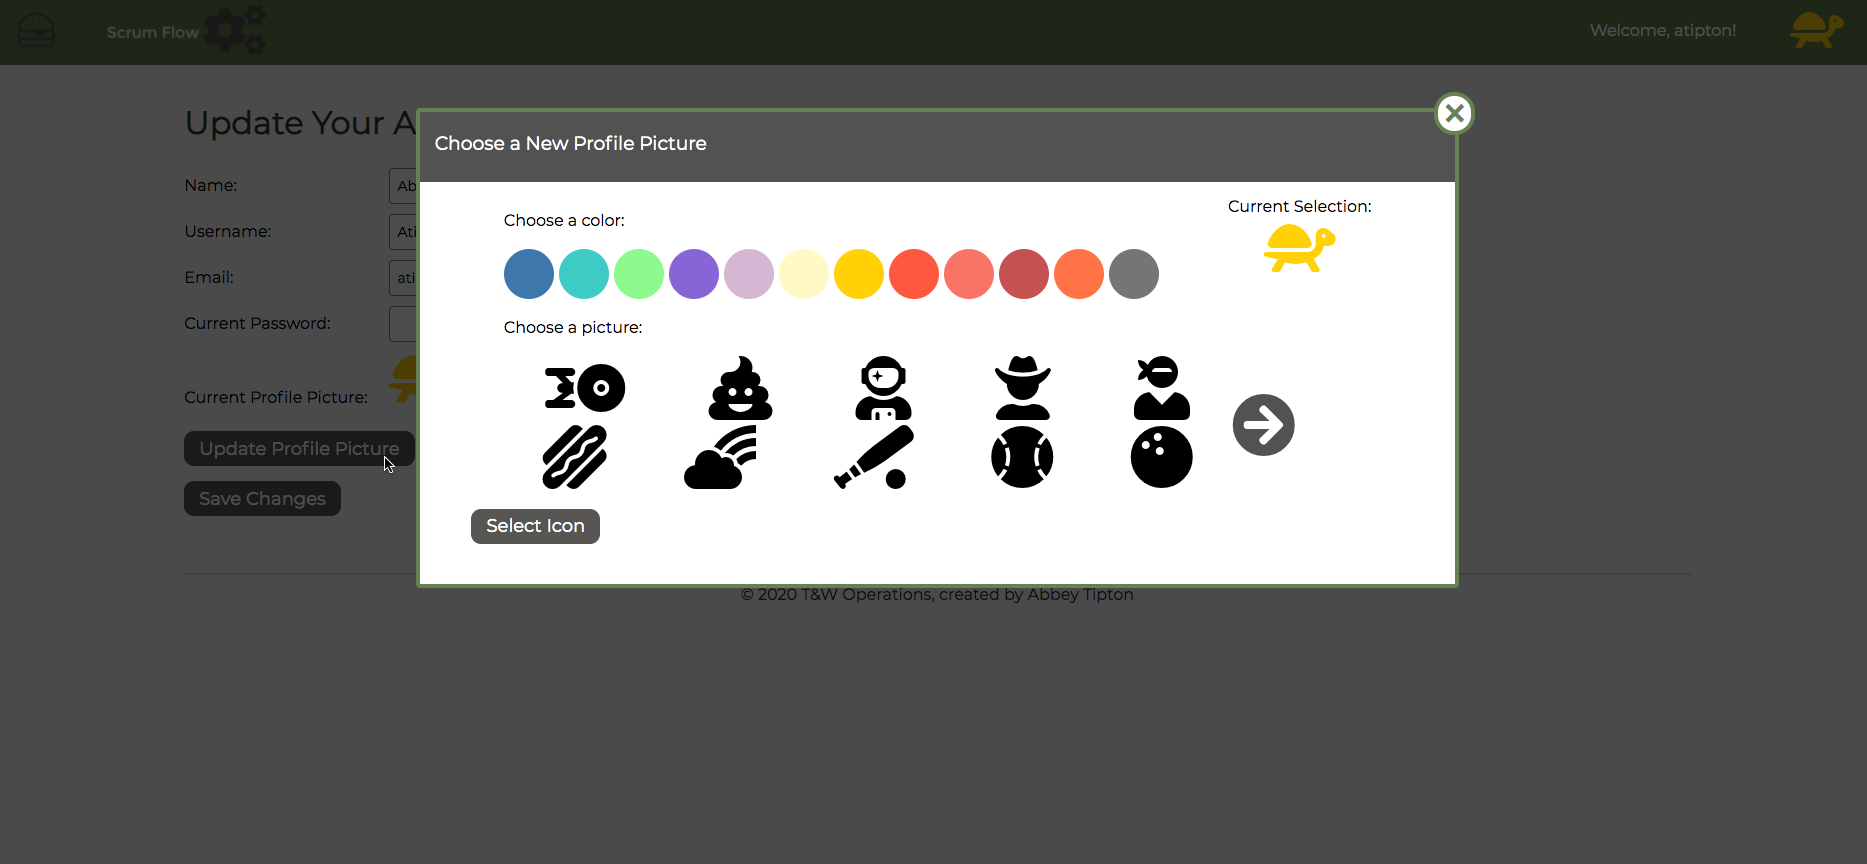 Scrum Flow
Welcome, atipton!
Update Your A
Choose a New Profile Picture
Name:
Ab
Username:
Ati
Email:
ati
Current Password:
Current Profile Picture:
Update Profile Picture
Save Changes
Choose a color:
Current Selection:
Choose a picture:
Select Icon
© 2020 T&W Operations, created by Abbey Tipton